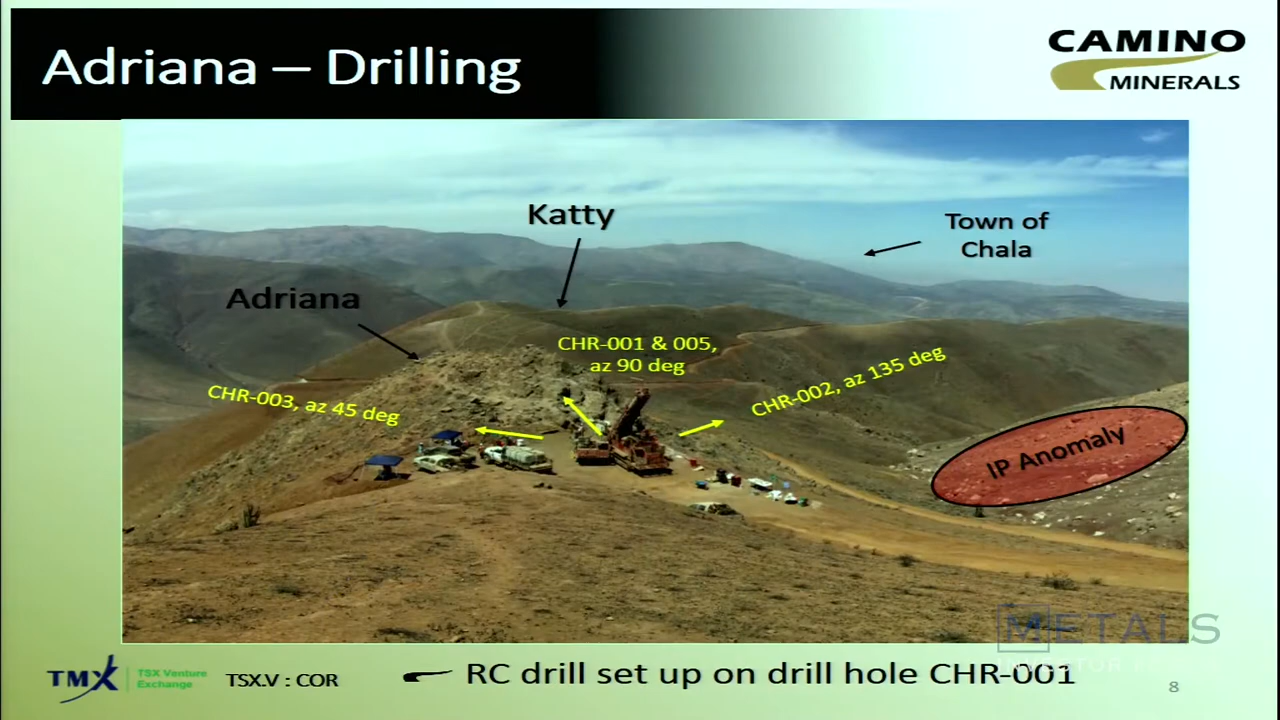 Adriana – Drilling
CAMINO
MINERALS
Katty
Town of
Chala
Adriana
CHR-001 & 005,
az 90 deg
CHR-002, az 135 deg
CHR-003, az 45 deg
IP Anomaly
METALS
INVESTOR
TMX
TSX Venture
Exchange
TSX.V : COR
RC drill set up on drill hole CHR-001
8